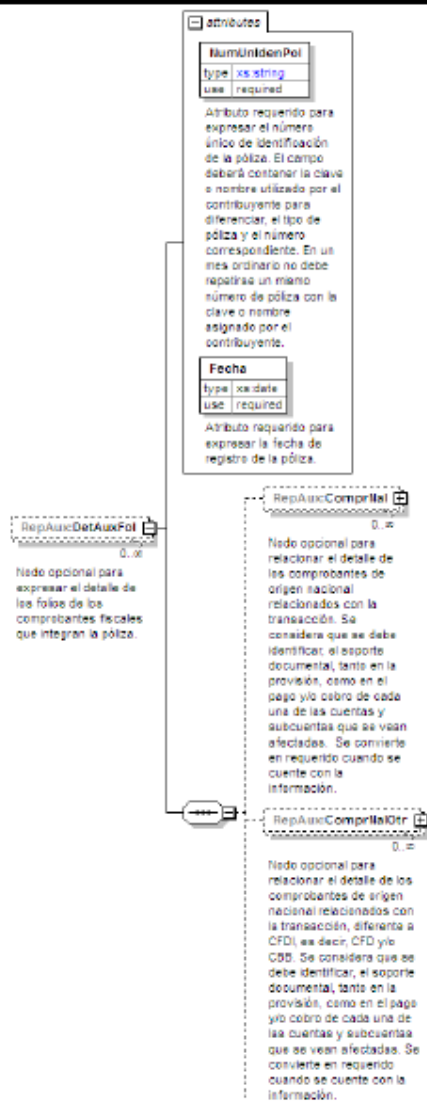 attributes
NumUnIdenPol
type xs:string
use required
Atributo requerido para
expresar el número
único de identificación
de la póliza. El campo
deberá contener la clave
o nombre utilizado por el
contribuyente para
diferenciar, el tipo de
póliza y el número
correspondiente. En un
mes ordinario no debe
repetirse un mismo
número de póliza con la
clave o nombre
asignado por el
contribuyente.
Fecha
type xs:date
use required
Atributo requerido para
expresar la fecha de
registro de la póliza.
RepAux:DetAuxFol
0..∞
Nodo opcional para
expresar el detalle de
los folios de los
comprobantes fiscales
que integran la póliza.
RepAux:ComprNal
0..∞
Nodo opcional para
relacionar el detalle de
los comprobantes de
origen nacional
relacionados con la
transacción. Se
considera que se debe
identificar, el soporte
documental, tanto en la
provisión, como en el
pago y/o cobro de cada
una de las cuentas y
subcuentas que se vean
afectadas. Se convierte
en requerido cuando se
cuente con la
información.
RepAux:ComprNalOtr
0..∞
Nodo opcional para
relacionar el detalle de los
comprobantes de origen
nacional relacionados con
la transacción, diferente a
CFDI, es decir, CFD y/o
CBB. Se considera que se
debe identificar, el soporte
documental, tanto en la
provisión, como en el pago
y/o cobro de cada una de
las cuentas y subcuentas
que se vean afectadas. Se
convierte en requerido
cuando se cuente con la
información.